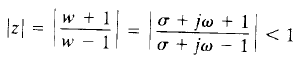 |z| = |(w + 1)/(w − 1)| = |(σ + jω + 1)/(σ + jω − 1)| < 1